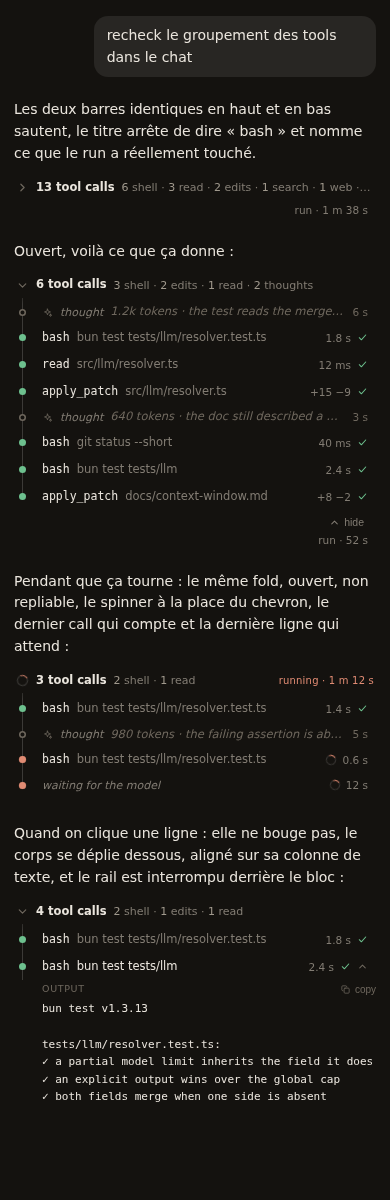 recheck le groupement des tools
dans le chat
Les deux barres identiques en haut et en bas
sautent, le titre arrête de dire « bash » et nomme
ce que le run a réellement touché.
13 tool calls 6 shell · 3 read · 2 edits · 1 search · 1 web ·…
run · 1 m 38 s
Ouvert, voilà ce que ça donne :
6 tool calls 3 shell · 2 edits · 1 read · 2 thoughts
thought 1.2k tokens · the test reads the merge… 6 s
bash bun test tests/llm/resolver.test.ts 1.8 s ✓
read src/llm/resolver.ts 12 ms ✓
apply_patch src/llm/resolver.ts +15 −9 ✓
thought 640 tokens · the doc still described a … 3 s
bash git status --short 40 ms ✓
bash bun test tests/llm 2.4 s ✓
apply_patch docs/context-window.md +8 −2 ✓
hide
run · 52 s
Pendant que ça tourne : le même fold, ouvert, non
repliable, le spinner à la place du chevron, le
dernier call qui compte et la dernière ligne qui
attend :
3 tool calls 2 shell · 1 read running · 1 m 12 s
bash bun test tests/llm/resolver.test.ts 1.4 s ✓
thought 980 tokens · the failing assertion is ab… 5 s
bash bun test tests/llm/resolver.test.ts 0.6 s
waiting for the model 12 s
Quand on clique une ligne : elle ne bouge pas, le
corps se déplie dessous, aligné sur sa colonne de
texte, et le rail est interrompu derrière le bloc :
4 tool calls 2 shell · 1 edits · 1 read
bash bun test tests/llm/resolver.test.ts 1.8 s ✓
bash bun test tests/llm 2.4 s ✓
OUTPUT copy
bun test v1.3.13
tests/llm/resolver.test.ts:
✓ a partial model limit inherits the field it does
✓ an explicit output wins over the global cap
✓ both fields merge when one side is absent